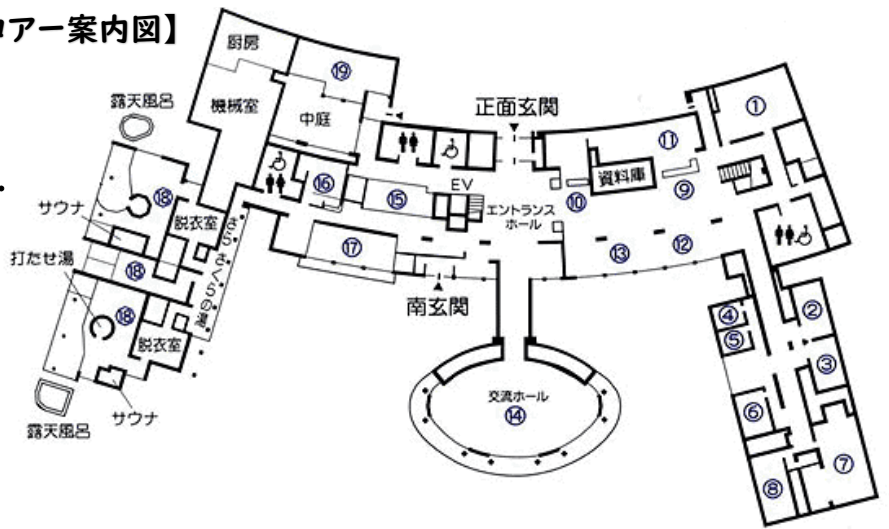 ロアー案内図】
厨房
⑲
機械室
中庭
露天風呂
正面玄関
①
⑪
資料庫
⑯
⑮
EV
エントランス
ホール
⑩
⑨
⑱
脱衣室
サウナ
きらさくらの湯
打たせ湯
⑱
⑰
南玄関
⑬
⑫
⑱
脱衣室
サウナ
露天風呂
交流ホール
⑭
④
⑤
②
③
⑥
⑦
⑧